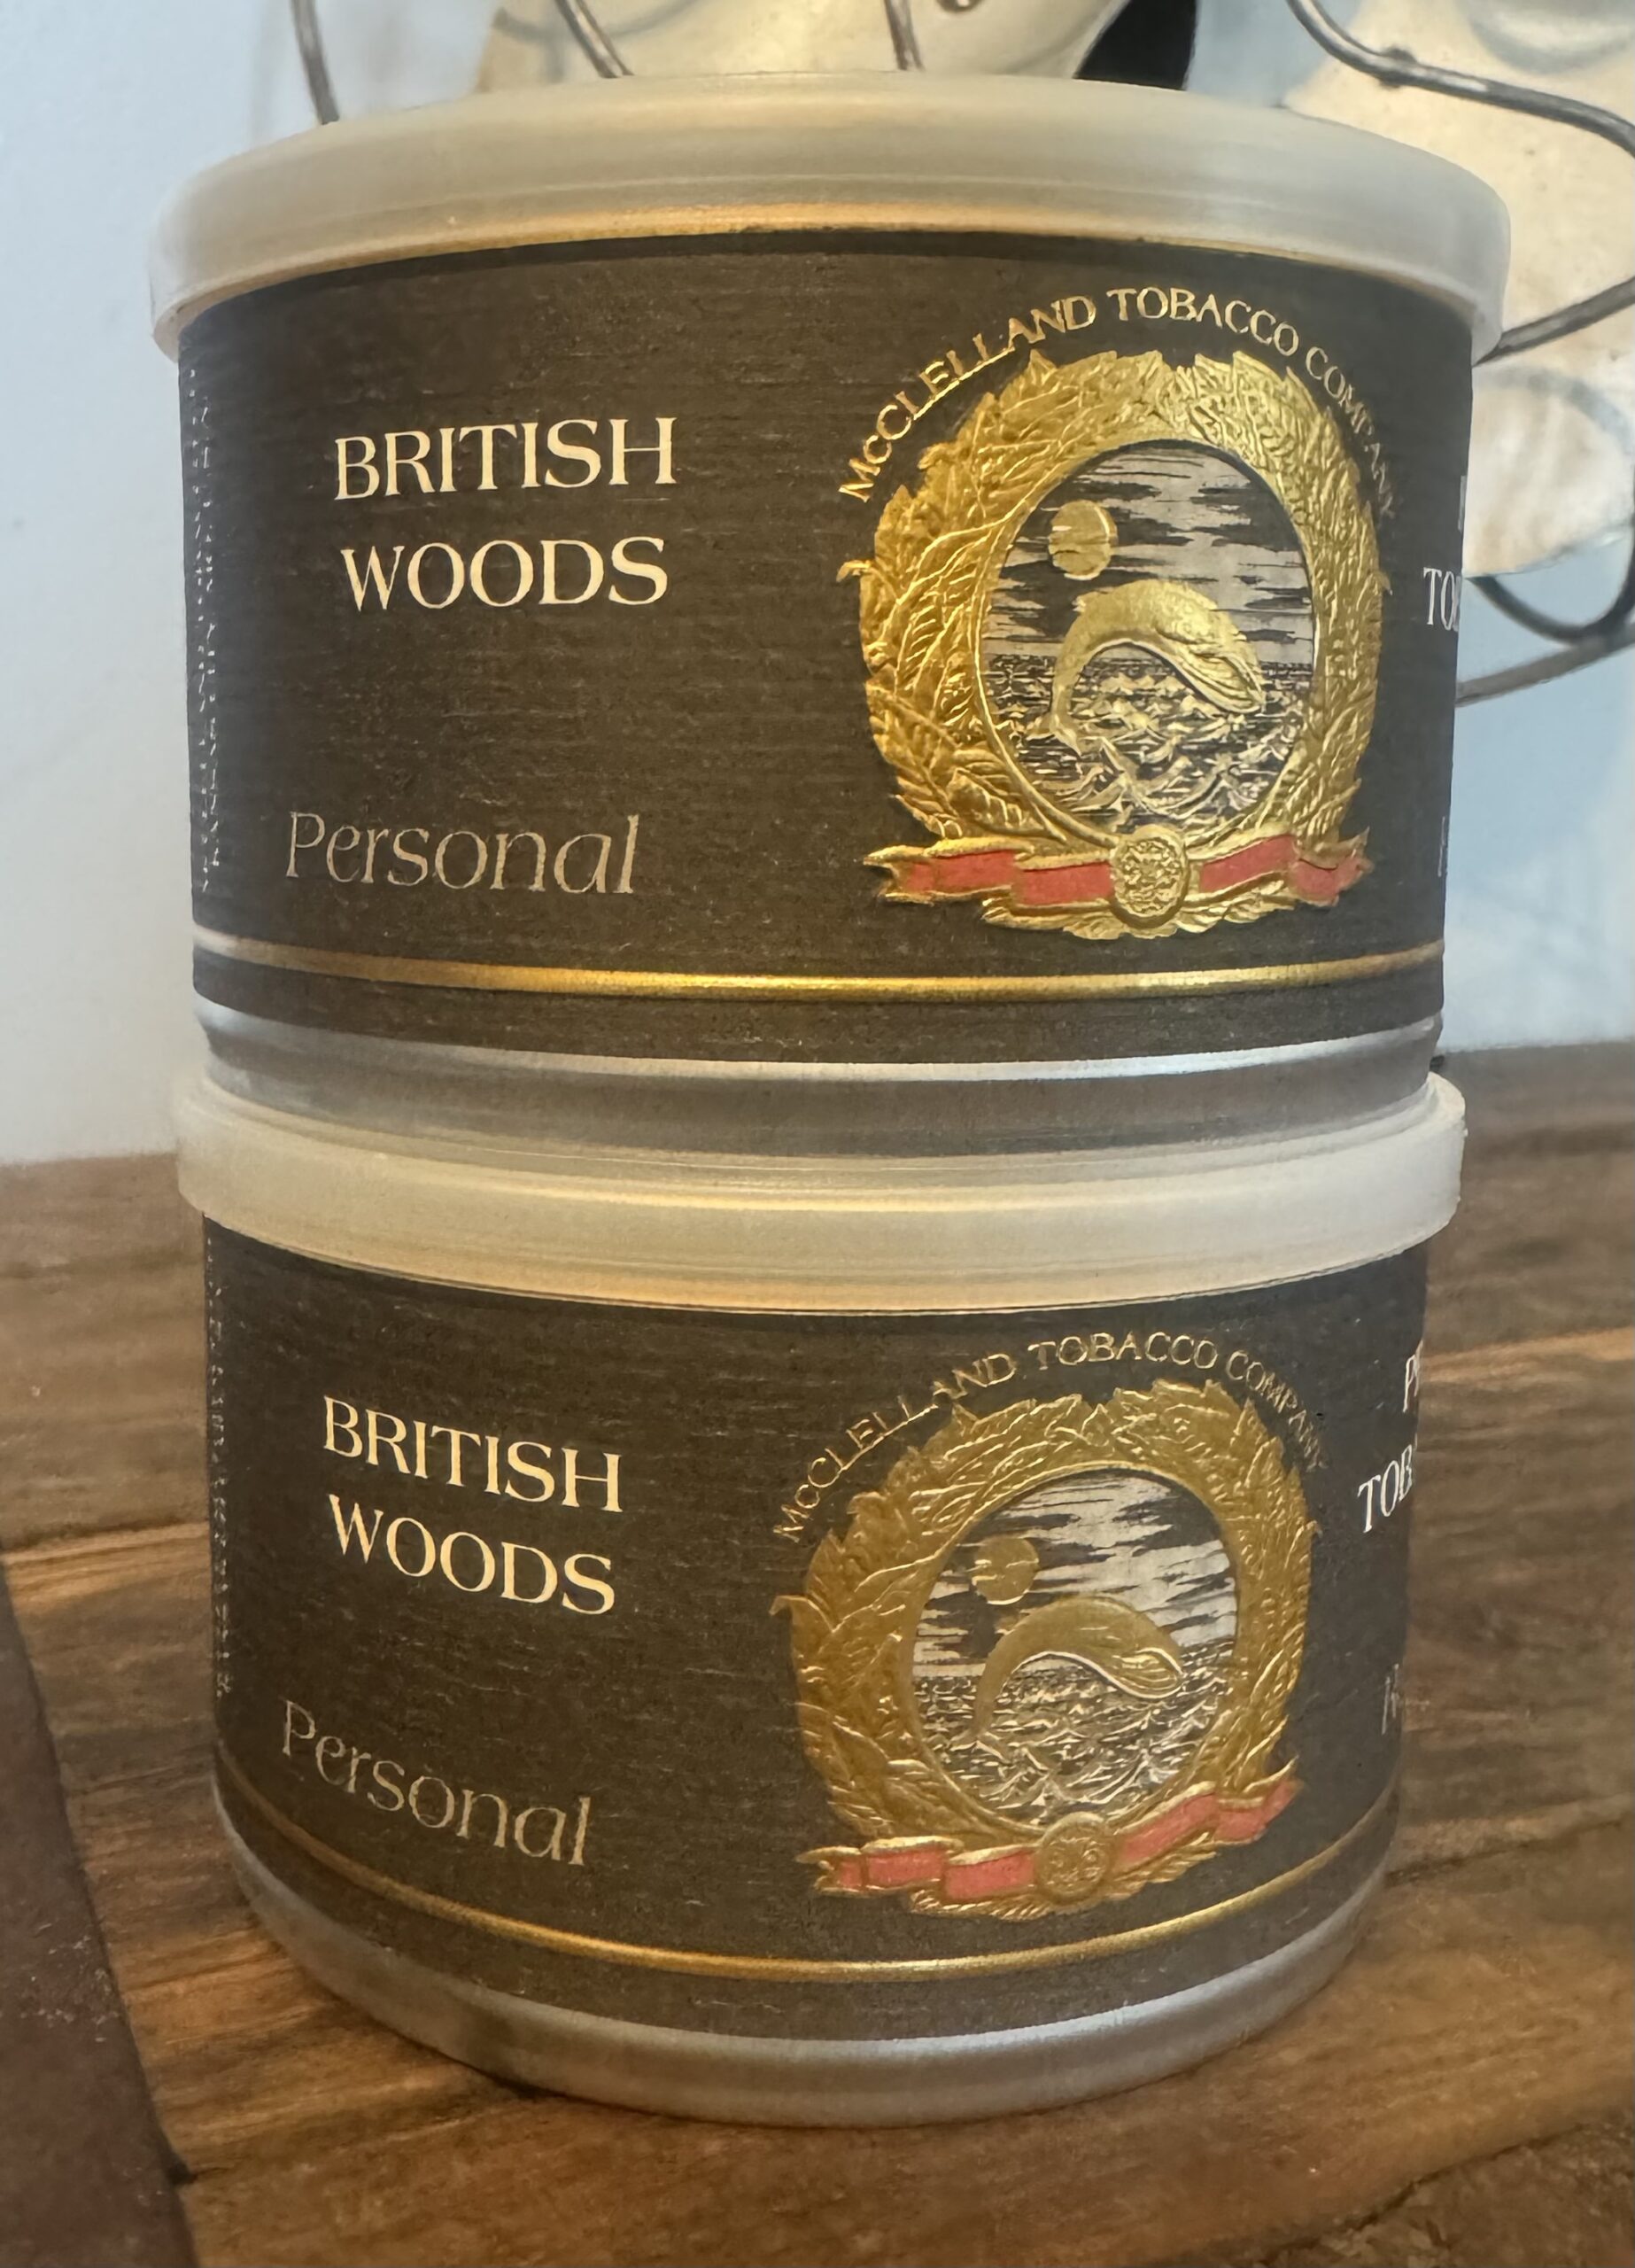 McCLELLAND TOBACCO COMPANY
BRITISH
WOODS
Personal
McCLELLAND TOBACCO COMPANY
BRITISH
WOODS
Personal